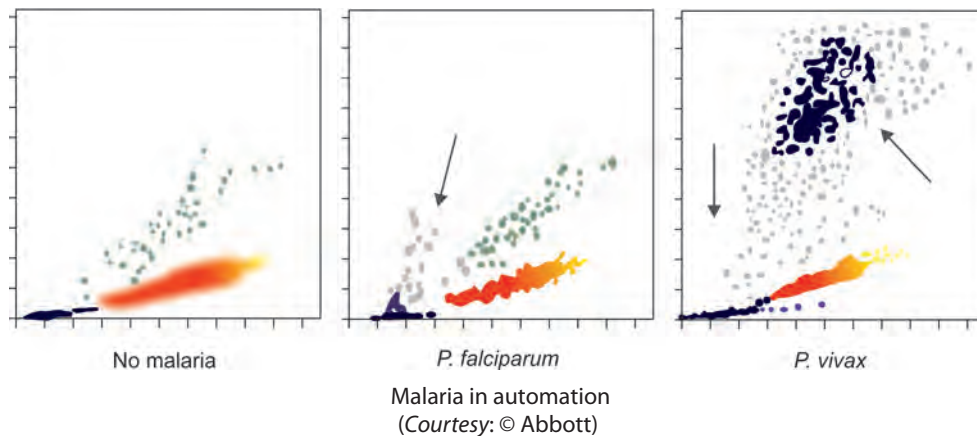 No malaria
P. falciparum
P. vivax
Malaria in automation
(Courtesy: © Abbott)